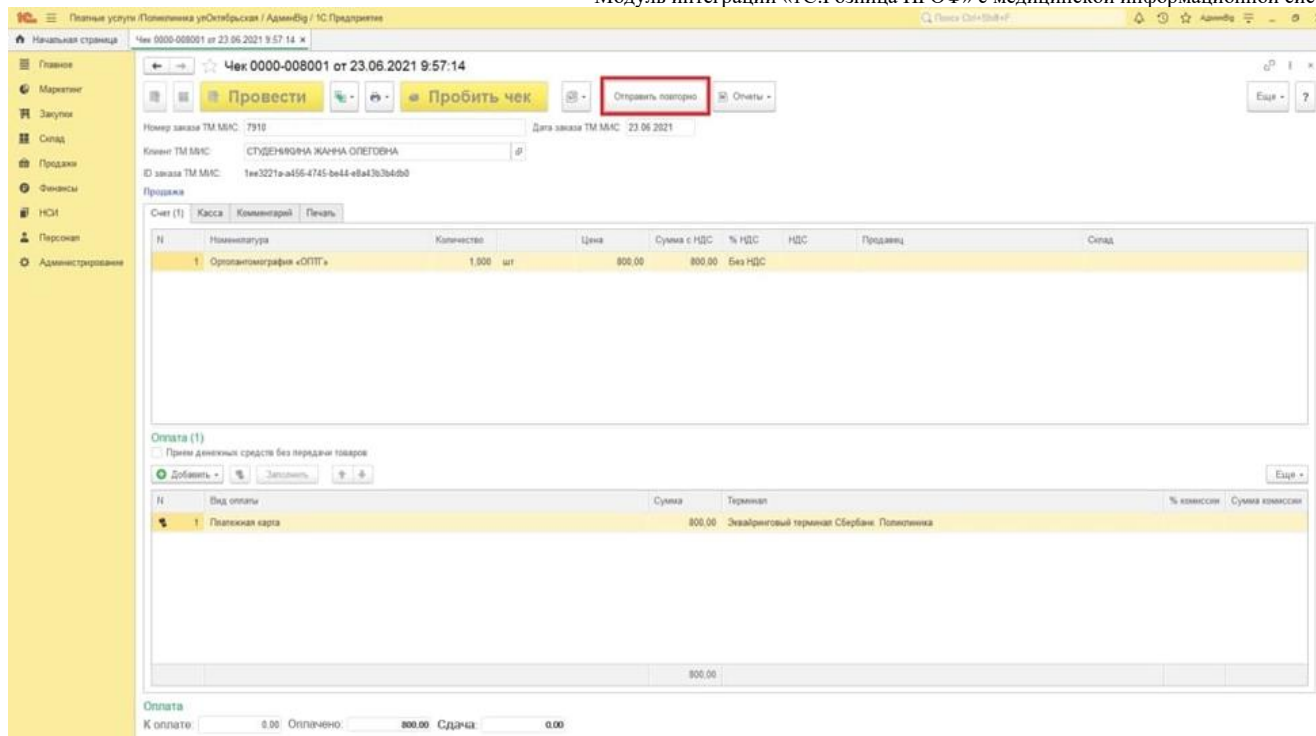 Модуль интеграции «1С:Розница ПРОФ» с медицинской информационной сис
1С Платные услуги /Поликлиника улОктябрьская / АдминBig / 1С:Предприятие Поиск Ctrl+Shift+F АдминBig
Начальная страница Чек 0000-008001 от 23.06.2021 9:57:14 ×
Главное
Маркетинг
Закупки
Склад
Продажи
Финансы
НСИ
Персонал
Администрирование
Чек 0000-008001 от 23.06.2021 9:57:14
Провести Пробить чек Отправить повторно Отчеты Еще ?
Номер заказа ТМ:МИС: 7910 Дата заказа ТМ:МИС: 23.06.2021
Клиент ТМ МИС: СТУДЕНИКИНА ЖАННА ОЛЕГОВНА
ID заказа ТМ.МИС: 1ee3221a-a456-4745-be44-e8a43b3b4db0
Продажа
Счет (1) Касса Комментарий Печать
N Номенклатура Количество Цена Сумма с НДС % НДС НДС Продавец Склад
1 Ортопантомография «ОПТГ» 1,000 шт 800,00 800,00 Без НДС
Оплата (1)
Прием денежных средств без передачи товаров
Добавить Заполнить Еще
N Вид оплаты Сумма Терминал % комиссии Сумма комиссии
1 Платежная карта 800,00 Эквайринговый терминал Сбербанк. Поликлиника
800,00
Оплата
К оплате: 0.00 Оплачено: 800.00 Сдача: 0.00